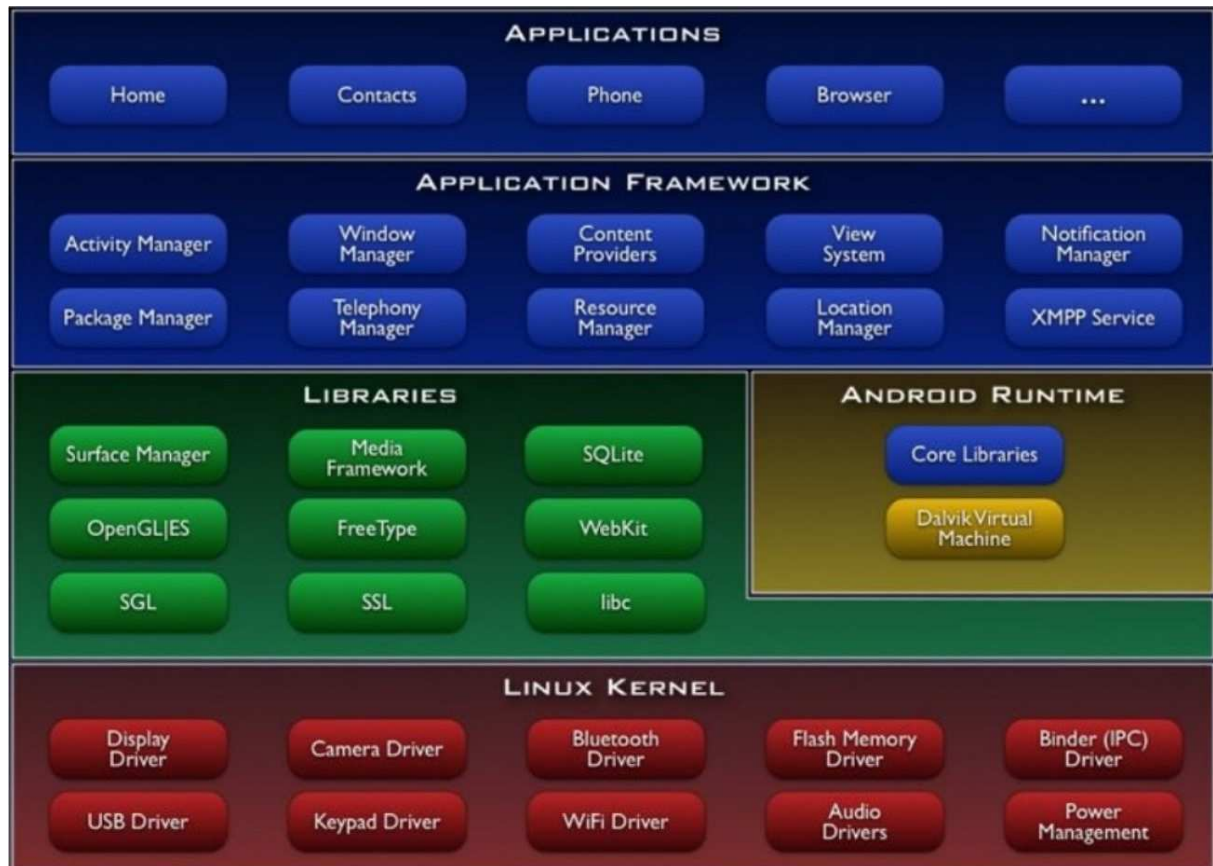 APPLICATIONS
Home
Contacts
Phone
Browser
...
APPLICATION FRAMEWORK
Activity Manager
Window
Manager
Content
Providers
View
System
Notification
Manager
Package Manager
Telephony
Manager
Resource
Manager
Location
Manager
XMPP Service
LIBRARIES
Surface Manager
Media
Framework
SQLite
OpenGL|ES
FreeType
WebKit
SGL
SSL
libc
ANDROID RUNTIME
Core Libraries
Dalvik Virtual
Machine
LINUX KERNEL
Display
Driver
Camera Driver
Bluetooth
Driver
Flash Memory
Driver
Binder (IPC)
Driver
USB Driver
Keypad Driver
WiFi Driver
Audio
Drivers
Power
Management